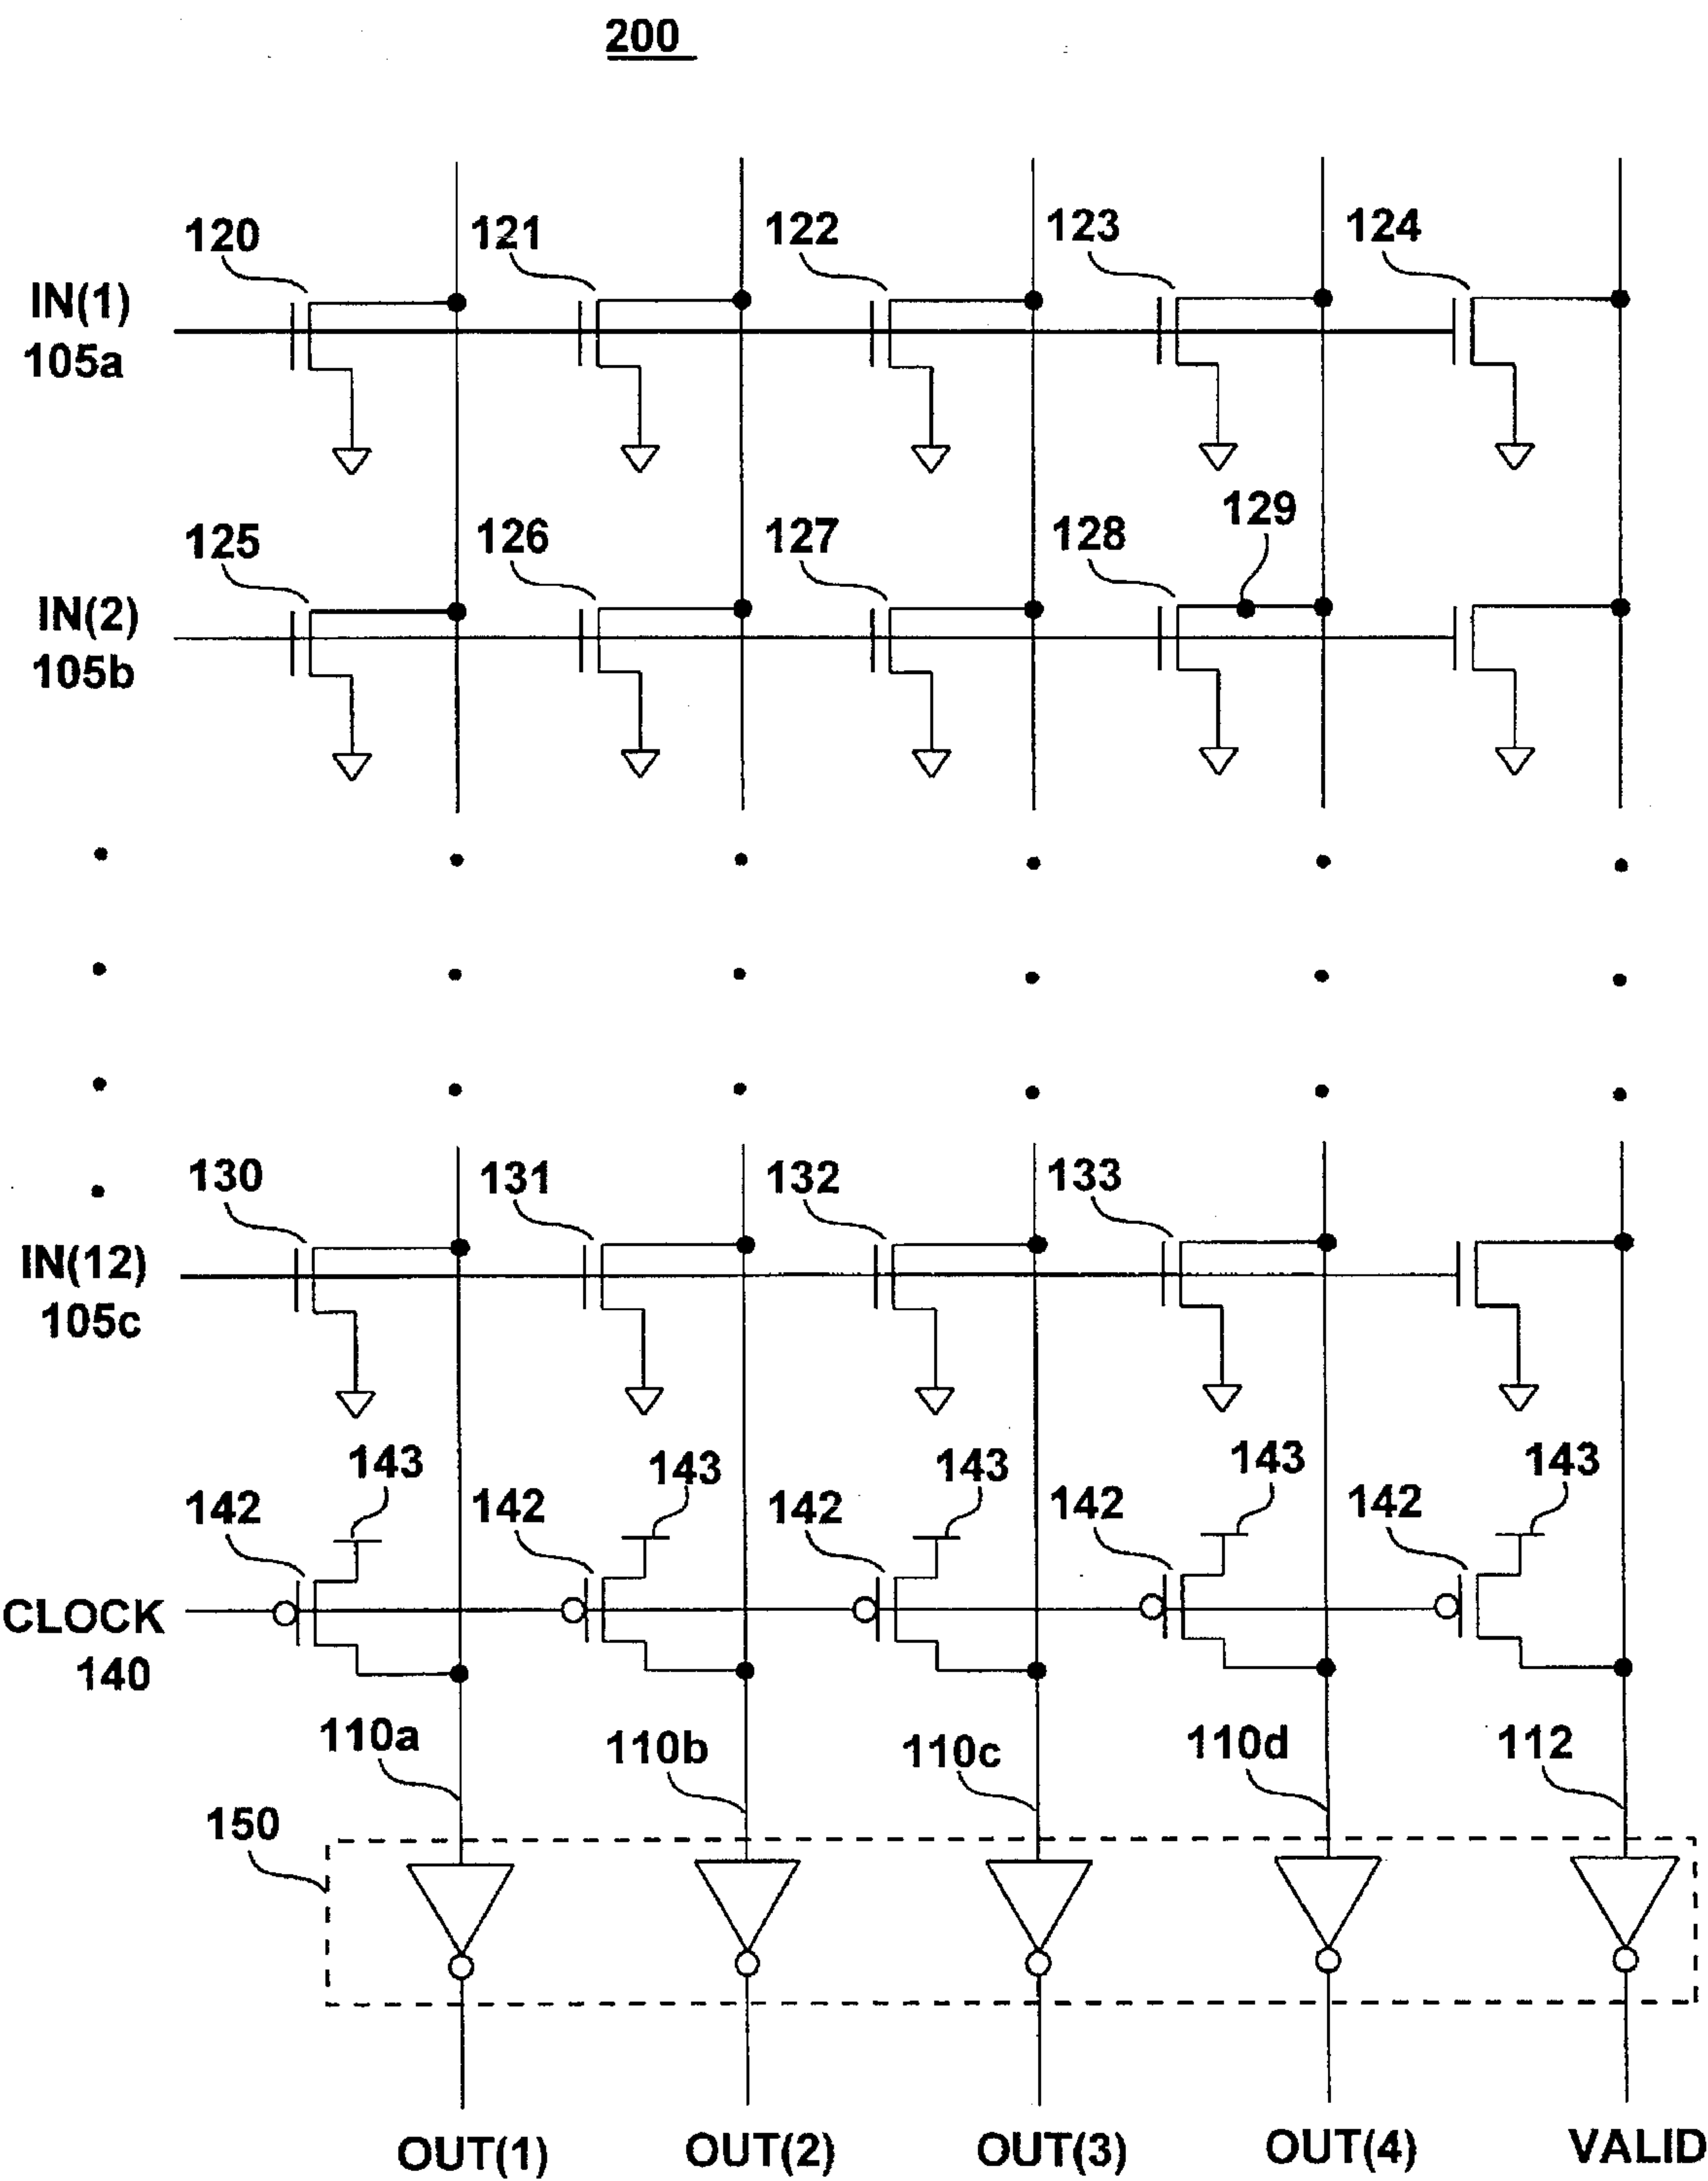 200
120 121 122 123 124
IN(1)
105a
129
125 126 127 128
IN(2)
105b
130 131 132 133
IN(12)
105c
143 143 143 143 143
142 142 142 142 142
CLOCK
140
110a 110b 110c 110d 112
150
OUT(1) OUT(2) OUT(3) OUT(4) VALID